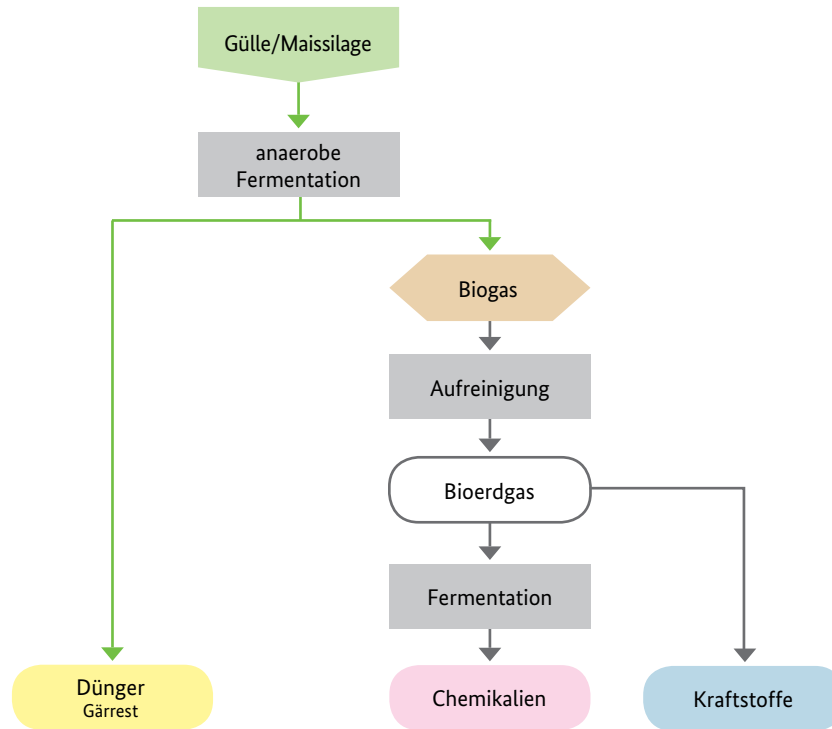 Gülle/Maissilage
anaerobe
Fermentation
Biogas
Aufreinigung
Bioerdgas
Fermentation
Dünger
Gärrest
Chemikalien
Kraftstoffe